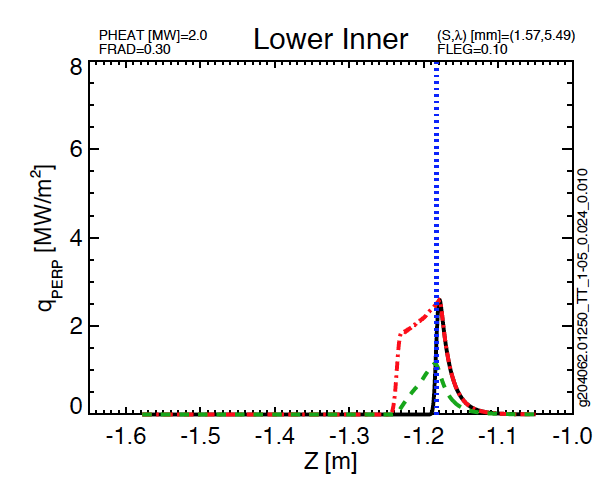 PHEAT [MW]=2.0
FRAD=0.30
Lower Inner
(S,λ) [mm]=(1.57,5.49)
FLEG=0.10
8
6
4
2
0
qPERP [MW/m²]
-1.6 -1.5 -1.4 -1.3 -1.2 -1.1 -1.0
Z [m]
g204062.01250_TT_1-05_0.024_0.010